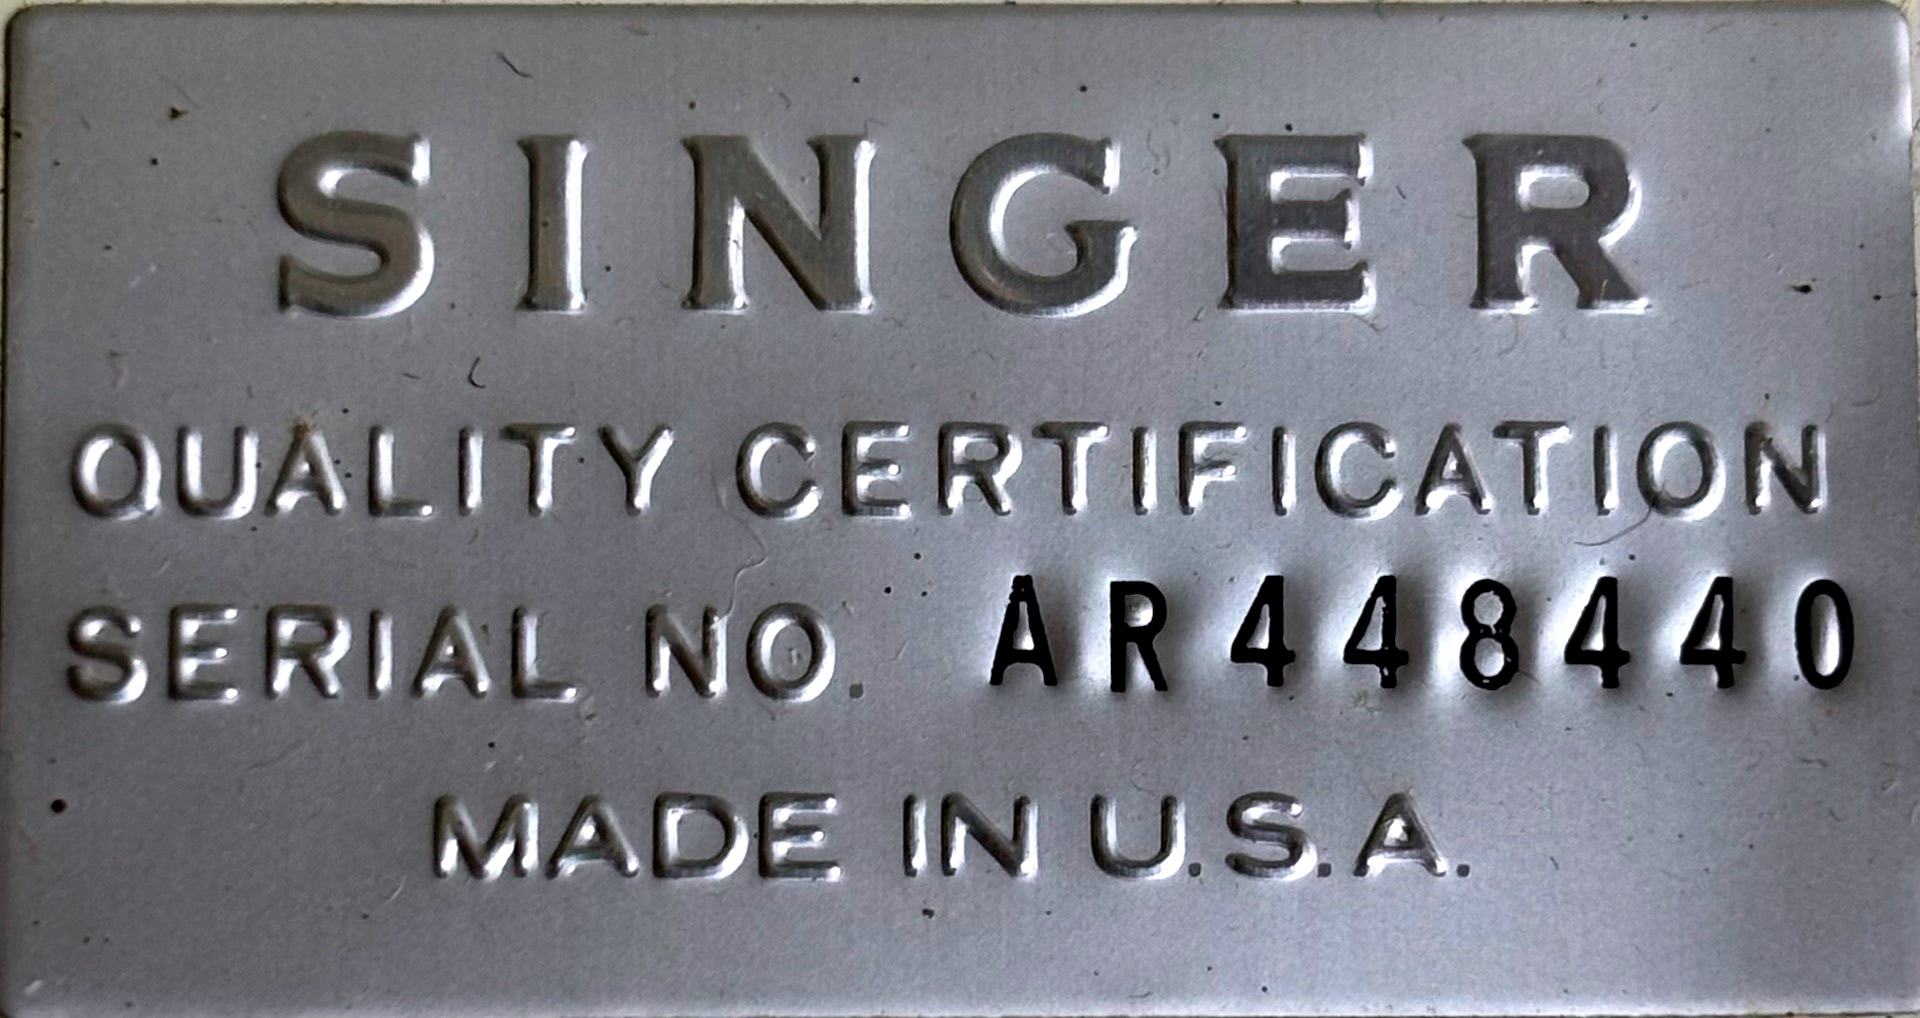 SINGER
QUALITY CERTIFICATION
SERIAL NO. AR448440
MADE IN U.S.A.